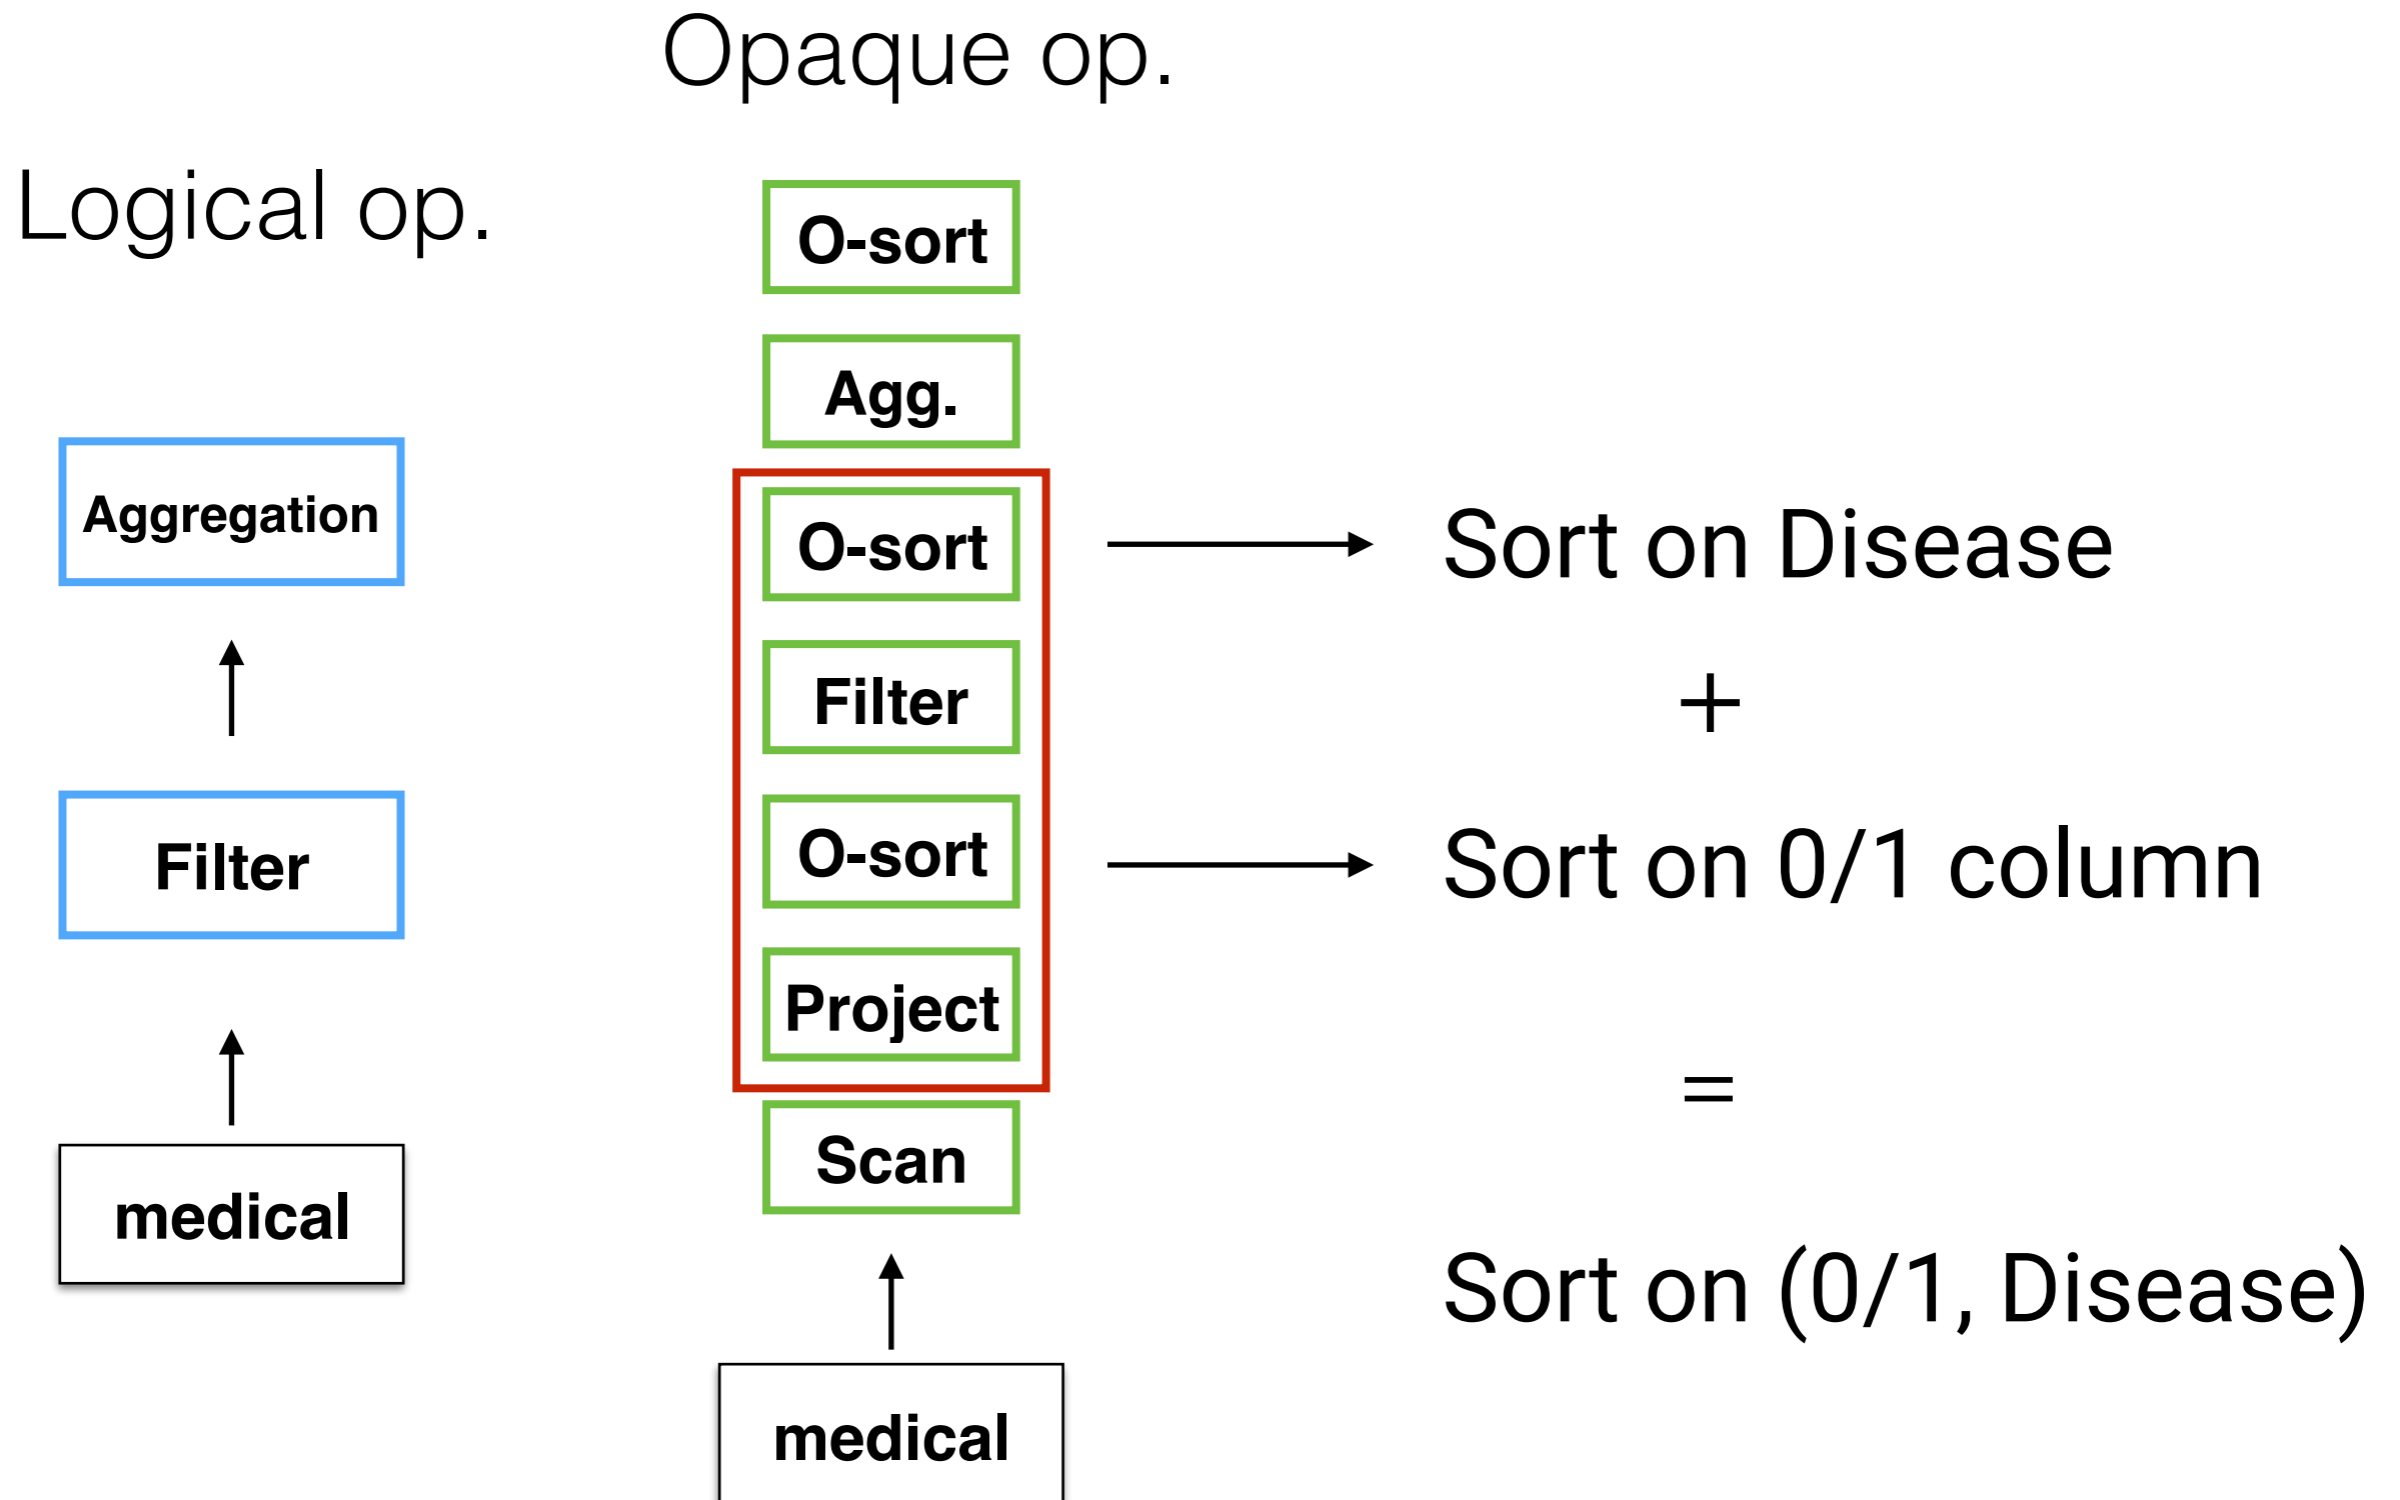 Opaque op.
Logical op.
O-sort
Agg.
Aggregation
O-sort
Sort on Disease
Filter
+
Filter
O-sort
Sort on 0/1 column
Project
=
medical
Scan
Sort on (0/1, Disease)
medical